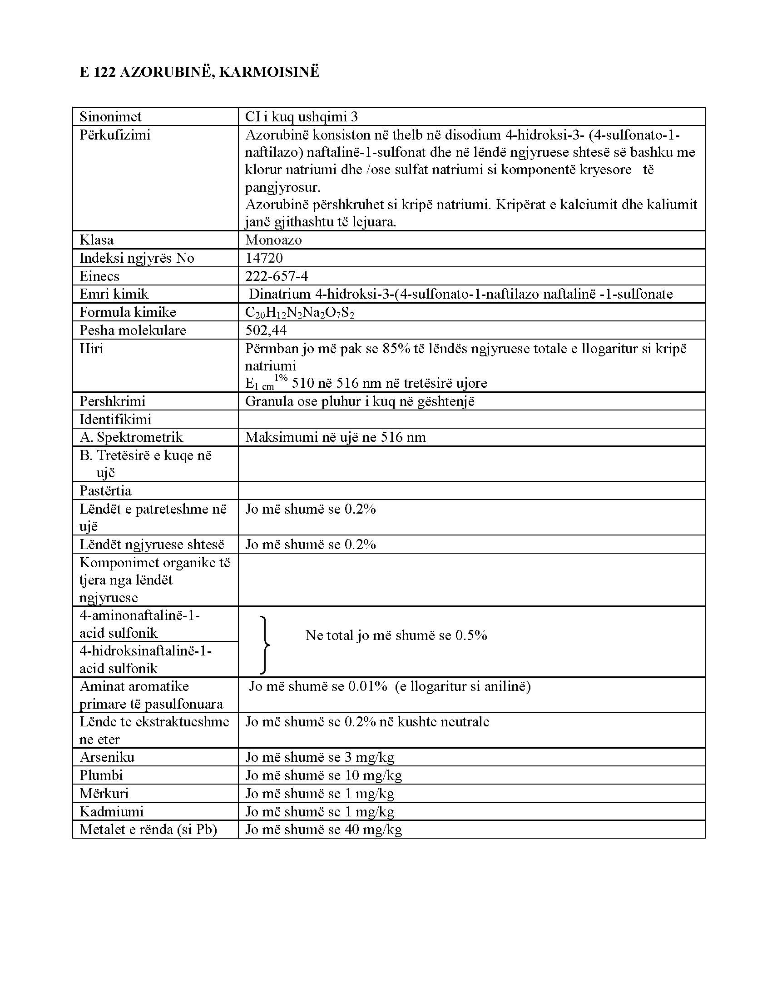 E 122 AZORUBINË, KARMOISINË
Sinonimet CI i kuq ushqimi 3
Përkufizimi Azorubinë konsiston në thelb në disodium 4-hidroksi-3- (4-sulfonato-1-
naftilazo) naftalinë-1-sulfonat dhe në lëndë ngjyruese shtesë së bashku me
klorur natriumi dhe /ose sulfat natriumi si komponentë kryesore të
pangjyrosur.
Azorubinë përshkruhet si kripë natriumi. Kripërat e kalciumit dhe kaliumit
janë gjithashtu të lejuara.
Klasa Monoazo
Indeksi ngjyrës No 14720
Einecs 222-657-4
Emri kimik Dinatrium 4-hidroksi-3-(4-sulfonato-1-naftilazo naftalinë -1-sulfonate
Formula kimike C₂₀H₁₂N₂Na₂O₇S₂
Pesha molekulare 502,44
Hiri Përmban jo më pak se 85% të lëndës ngjyruese totale e llogaritur si kripë
natriumi
E1 cm1% 510 në 516 nm në tretësirë ujore
Pershkrimi Granula ose pluhur i kuq në gështenjë
Identifikimi
A. Spektrometrik Maksimumi në ujë ne 516 nm
B. Tretësirë e kuqe në
ujë
Pastërtia
Lëndët e patreteshme në Jo më shumë se 0.2%
ujë
Lëndët ngjyruese shtesë Jo më shumë se 0.2%
Komponimet organike të
tjera nga lëndët
ngjyruese
4-aminonaftalinë-1-
acid sulfonik
Ne total jo më shumë se 0.5%
4-hidroksinaftalinë-1-
acid sulfonik
Aminat aromatike Jo më shumë se 0.01% (e llogaritur si anilinë)
primare të pasulfonuara
Lënde te ekstraktueshme Jo më shumë se 0.2% në kushte neutrale
ne eter
Arseniku Jo më shumë se 3 mg/kg
Plumbi Jo më shumë se 10 mg/kg
Mërkuri Jo më shumë se 1 mg/kg
Kadmiumi Jo më shumë se 1 mg/kg
Metalet e rënda (si Pb) Jo më shumë se 40 mg/kg